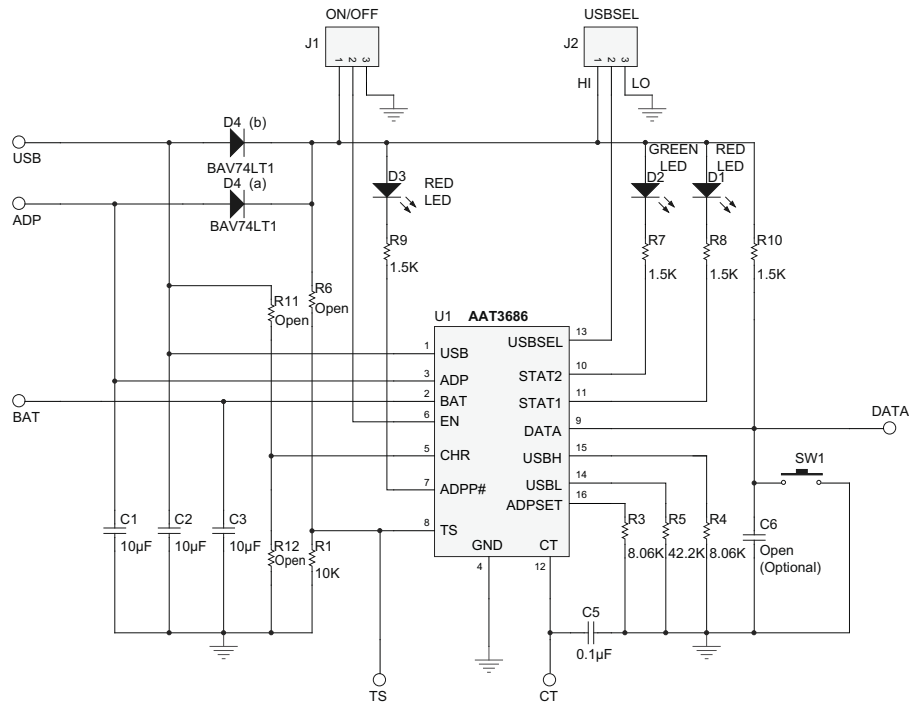 ON/OFF
J1
1 2 3
USBSEL
J2
1 2 3
HI
LO
USB
D4 (b)
BAV74LT1
D4 (a)
BAV74LT1
ADP
D3
RED
LED
GREEN
LED
D2
RED
LED
D1
R9
1.5K
R7
1.5K
R8
1.5K
R10
1.5K
R11
Open
R6
Open
U1 AAT3686
1 USB
3 ADP
2 BAT
6 EN
5 CHR
7 ADPP#
8 TS
USBSEL 13
STAT2 10
STAT1 11
DATA 9
USBH 15
USBL 14
ADPSET 16
GND
4
CT
12
BAT
DATA
SW1
C1
10µF
C2
10µF
C3
10µF
R12
Open
R1
10K
R3
8.06K
R5
42.2K
R4
8.06K
C6
Open
(Optional)
C5
0.1µF
TS
CT